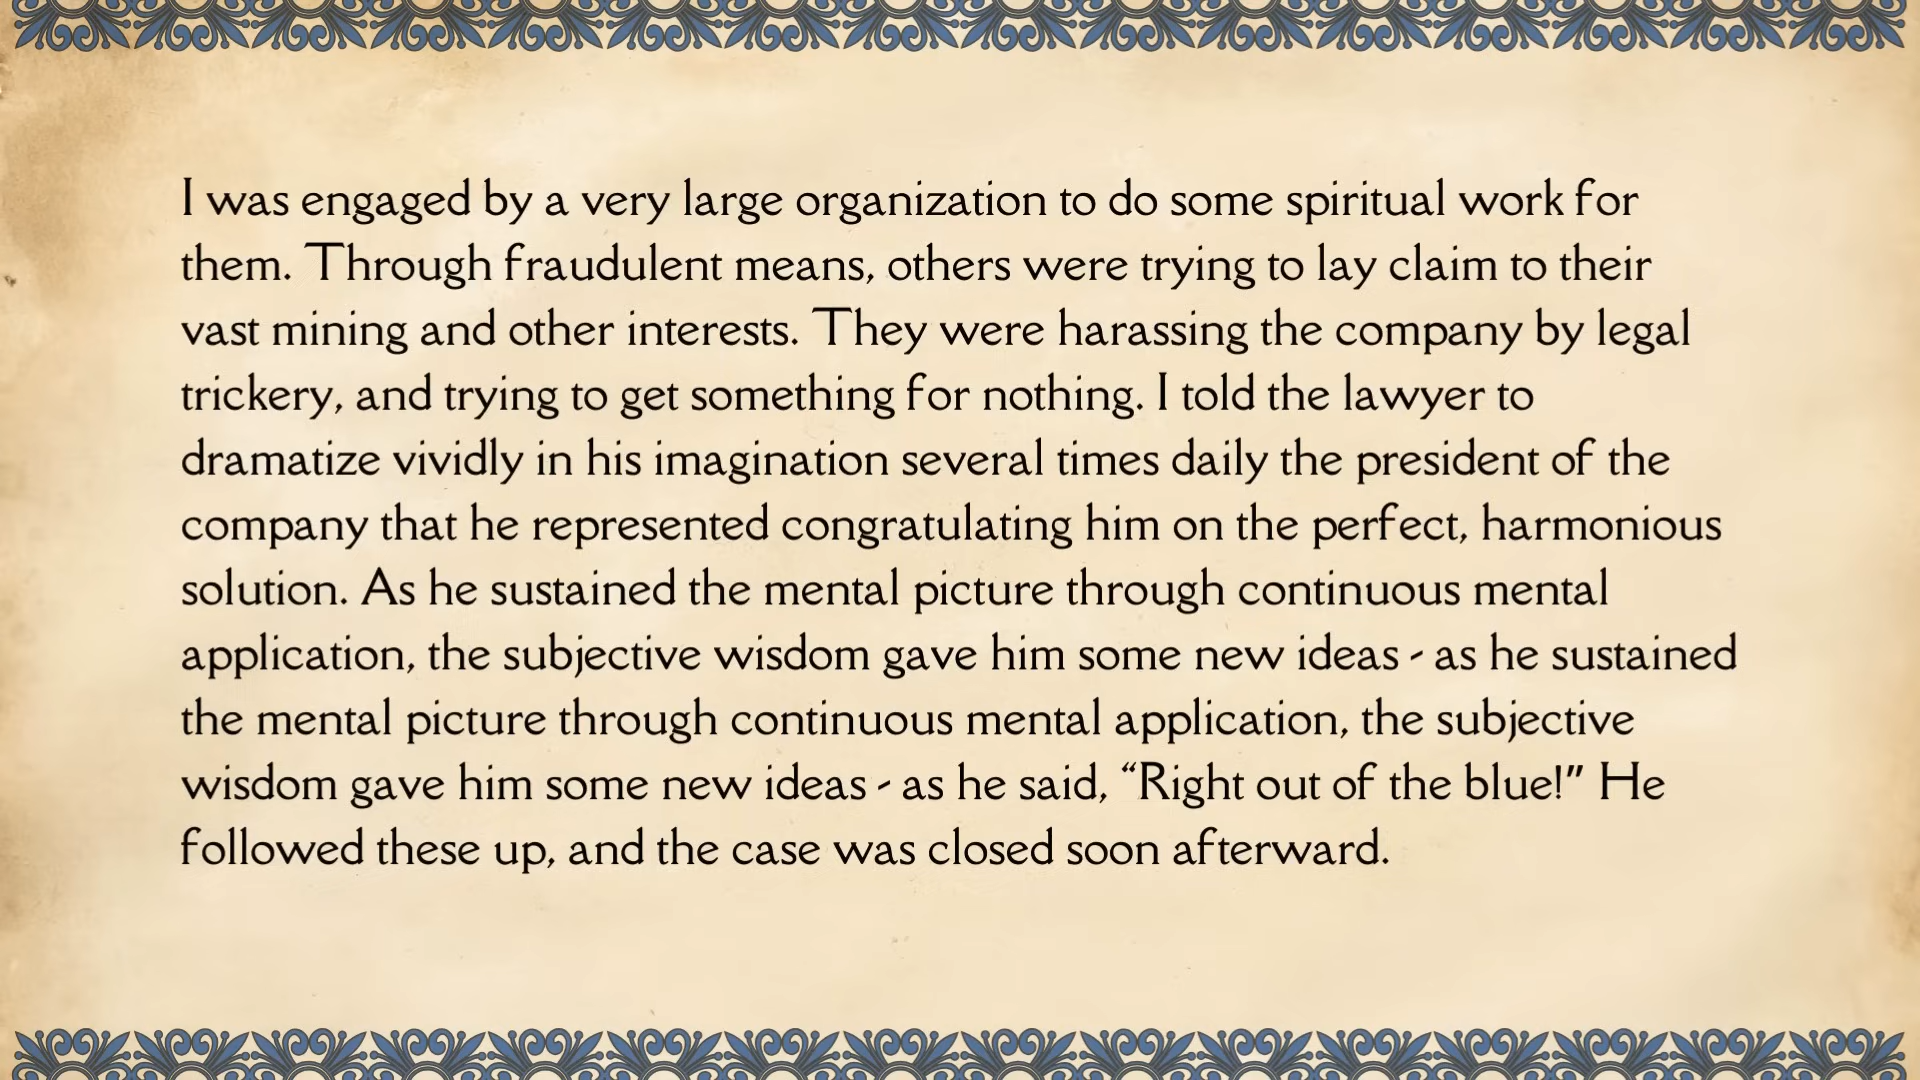 I was engaged by a very large organization to do some spiritual work for
them. Through fraudulent means, others were trying to lay claim to their
vast mining and other interests. They were harassing the company by legal
trickery, and trying to get something for nothing. I told the lawyer to
dramatize vividly in his imagination several times daily the president of the
company that he represented congratulating him on the perfect, harmonious
solution. As he sustained the mental picture through continuous mental
application, the subjective wisdom gave him some new ideas - as he sustained
the mental picture through continuous mental application, the subjective
wisdom gave him some new ideas - as he said, “Right out of the blue!” He
followed these up, and the case was closed soon afterward.